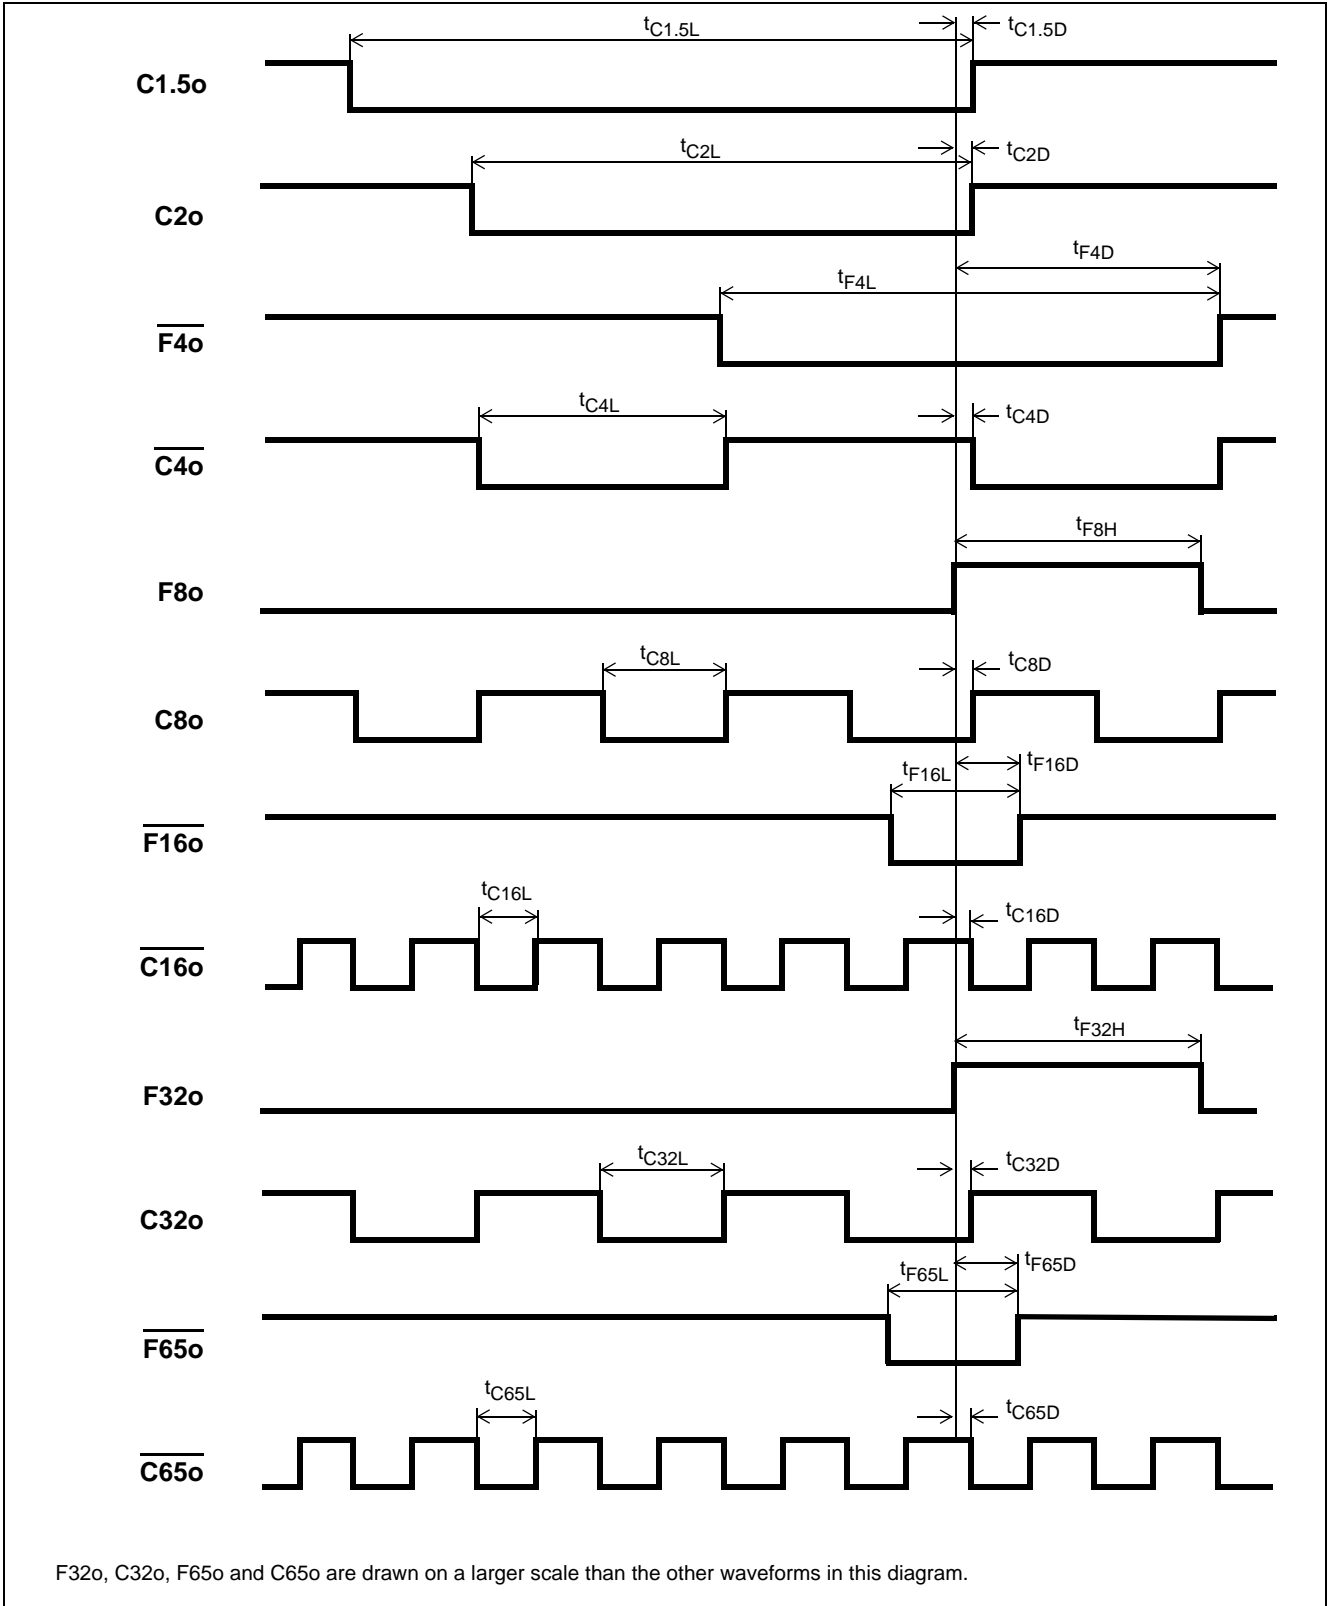 tC1.5L
tC1.5D
C1.5o
tC2L
tC2D
C2o
tF4D
tF4L
F4o
tC4L
tC4D
C4o
tF8H
F8o
tC8L
tC8D
C8o
tF16D
tF16L
F16o
tC16L
tC16D
C16o
tF32H
F32o
tC32L
tC32D
C32o
tF65D
tF65L
F65o
tC65L
tC65D
C65o
F32o, C32o, F65o and C65o are drawn on a larger scale than the other waveforms in this diagram.